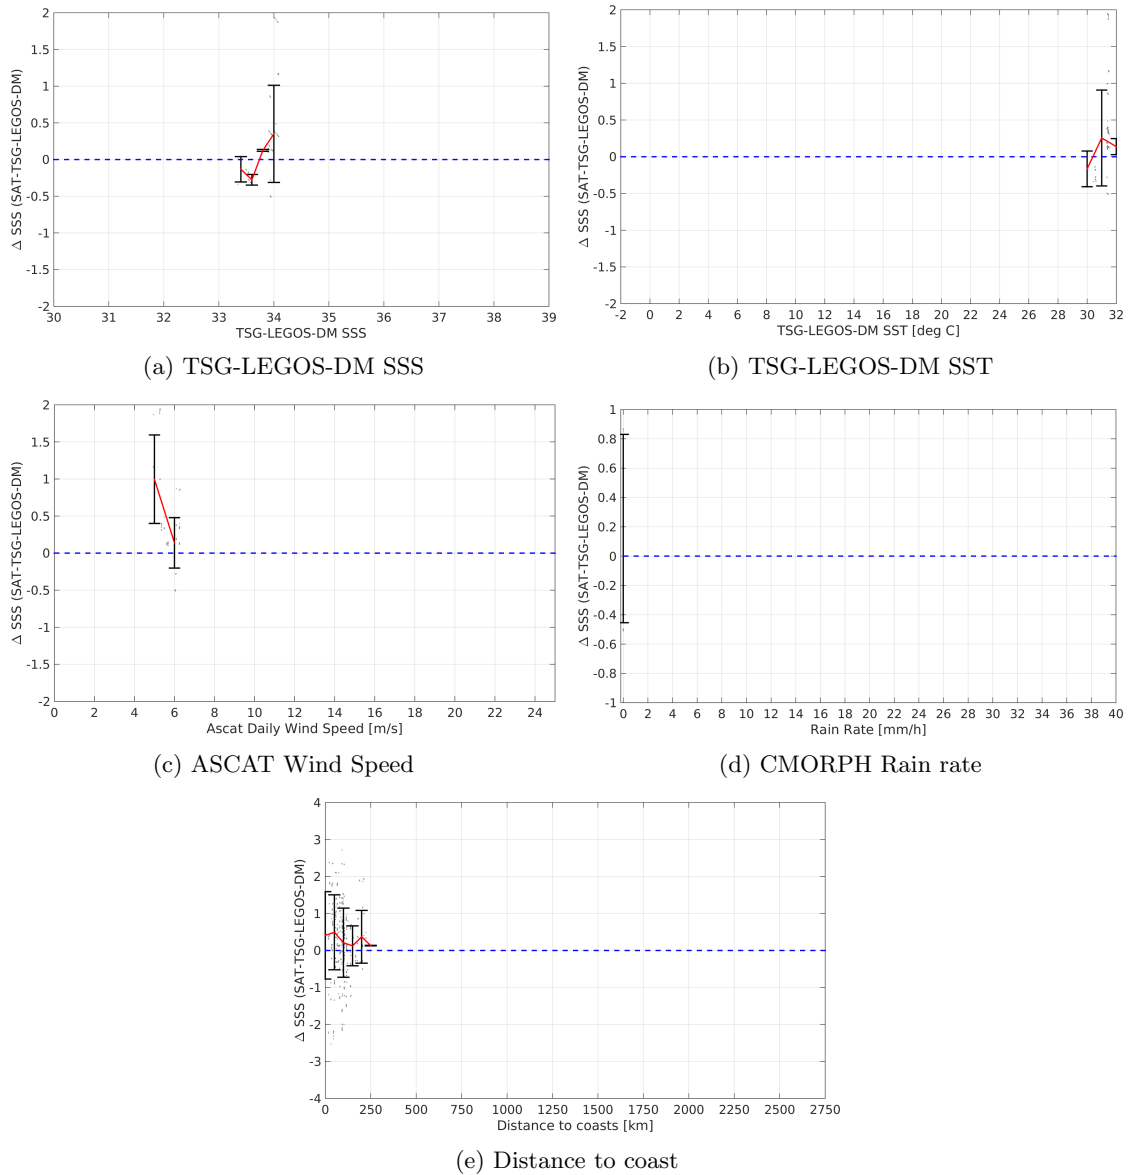 2
1.5
1
0.5
0
-0.5
-1
-1.5
-2
Δ SSS (SAT-TSG-LEGOS-DM)
30 31 32 33 34 35 36 37 38 39
TSG-LEGOS-DM SSS
(a) TSG-LEGOS-DM SSS
2
1.5
1
0.5
0
-0.5
-1
-1.5
-2
Δ SSS (SAT-TSG-LEGOS-DM)
-2 0 2 4 6 8 10 12 14 16 18 20 22 24 26 28 30 32
TSG-LEGOS-DM SST [deg C]
(b) TSG-LEGOS-DM SST
2
1.5
1
0.5
0
-0.5
-1
-1.5
-2
Δ SSS (SAT-TSG-LEGOS-DM)
0 2 4 6 8 10 12 14 16 18 20 22 24
Ascat Daily Wind Speed [m/s]
(c) ASCAT Wind Speed
1
0.8
0.6
0.4
0.2
0
-0.2
-0.4
-0.6
-0.8
-1
Δ SSS (SAT-TSG-LEGOS-DM)
0 2 4 6 8 10 12 14 16 18 20 22 24 26 28 30 32 34 36 38 40
Rain Rate [mm/h]
(d) CMORPH Rain rate
4
3
2
1
0
-1
-2
-3
-4
Δ SSS (SAT-TSG-LEGOS-DM)
0 250 500 750 1000 1250 1500 1750 2000 2250 2500 2750
Distance to coasts [km]
(e) Distance to coast